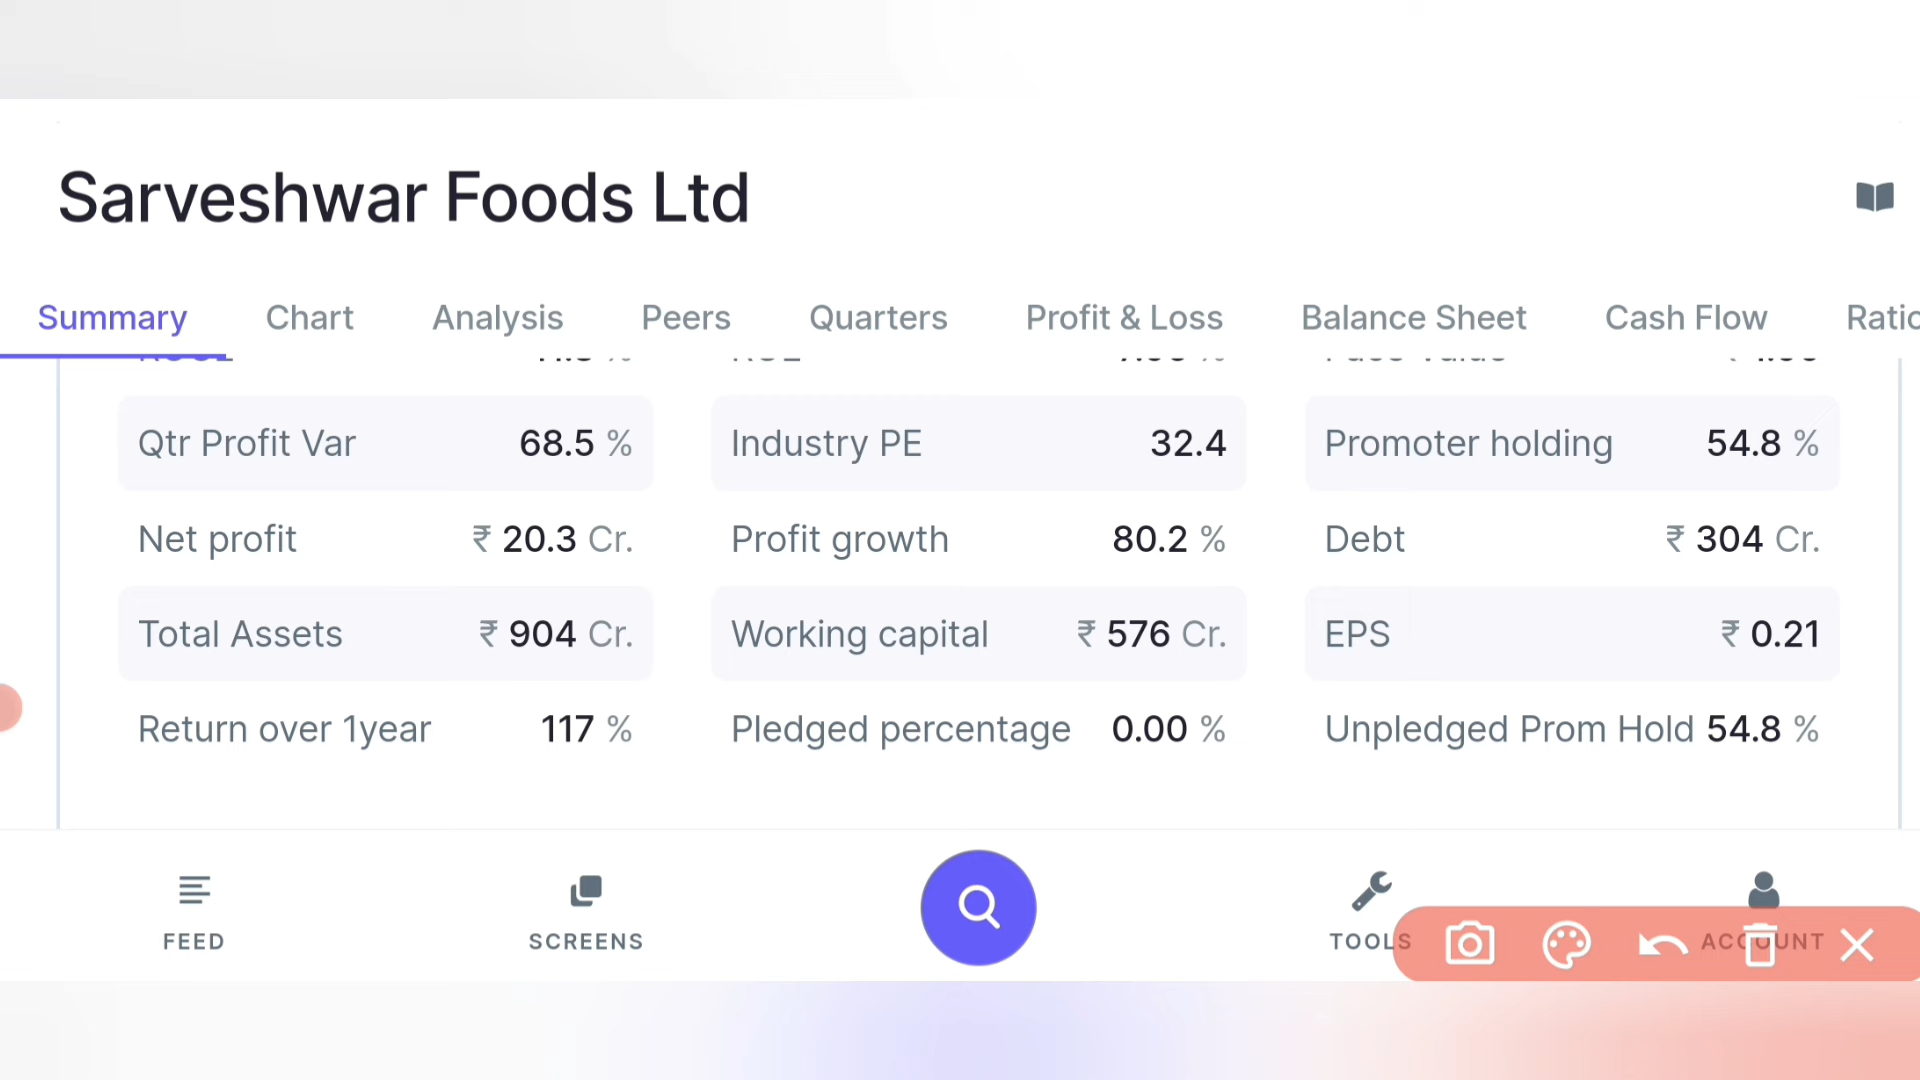 Sarveshwar Foods Ltd
Summary Chart Analysis Peers Quarters Profit & Loss Balance Sheet Cash Flow Ratio
Qtr Profit Var 68.5 % Industry PE 32.4 Promoter holding 54.8 %
Net profit ₹ 20.3 Cr. Profit growth 80.2 % Debt ₹ 304 Cr.
Total Assets ₹ 904 Cr. Working capital ₹ 576 Cr. EPS ₹ 0.21
Return over 1year 117 % Pledged percentage 0.00 % Unpledged Prom Hold 54.8 %
FEED SCREENS TOOLS ACCOUNT